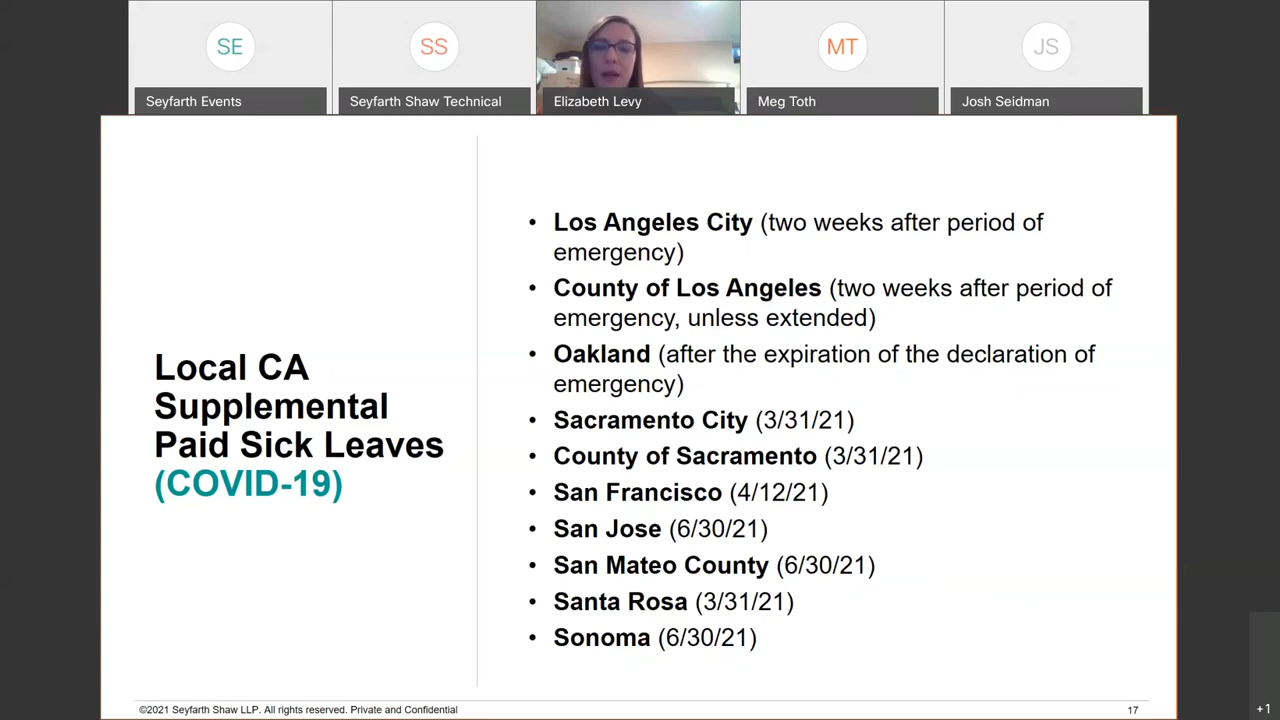 SE
SS
MT
JS
Seyfarth Events
Seyfarth Shaw Technical
Elizabeth Levy
Meg Toth
Josh Seidman
Local CA
Supplemental
Paid Sick Leaves
(COVID-19)
• Los Angeles City (two weeks after period of
emergency)
• County of Los Angeles (two weeks after period of
emergency, unless extended)
• Oakland (after the expiration of the declaration of
emergency)
• Sacramento City (3/31/21)
• County of Sacramento (3/31/21)
• San Francisco (4/12/21)
• San Jose (6/30/21)
• San Mateo County (6/30/21)
• Santa Rosa (3/31/21)
• Sonoma (6/30/21)
©2021 Seyfarth Shaw LLP. All rights reserved. Private and Confidential
17
+1